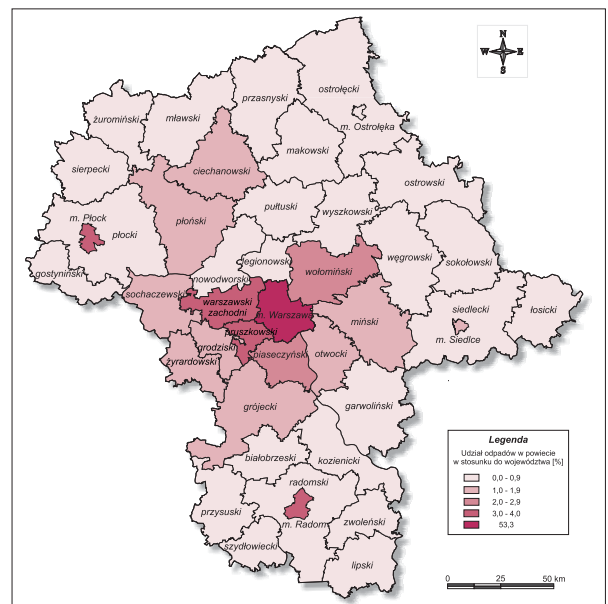 N
W E
S
ostrołęcki
przasnyski
mławski
żuromiński
m. Ostrołęka
makowski
ciechanowski
sierpecki
ostrowski
pułtuski
wyszkowski
płoński
m. Płock
płocki
węgrowski
sokołowski
legionowski
wołomiński
gostyniński
nowodworski
sochaczewski
warszawski
zachodni
m. Warszawa
siedlecki
łosicki
miński
pruszkowski
m. Siedlce
grodziski
piaseczyński
otwocki
żyrardowski
grójecki
garwoliński
białobrzeski
kozienicki
radomski
przysuski
m. Radom
zwoleński
szydłowiecki
lipski
Legenda
Udział odpadów w powiecie
w stosunku do województwa [%]
0,0 - 0,9
1,0 - 1,9
2,0 - 2,9
3,0 - 4,0
53,3
0 25 50 km